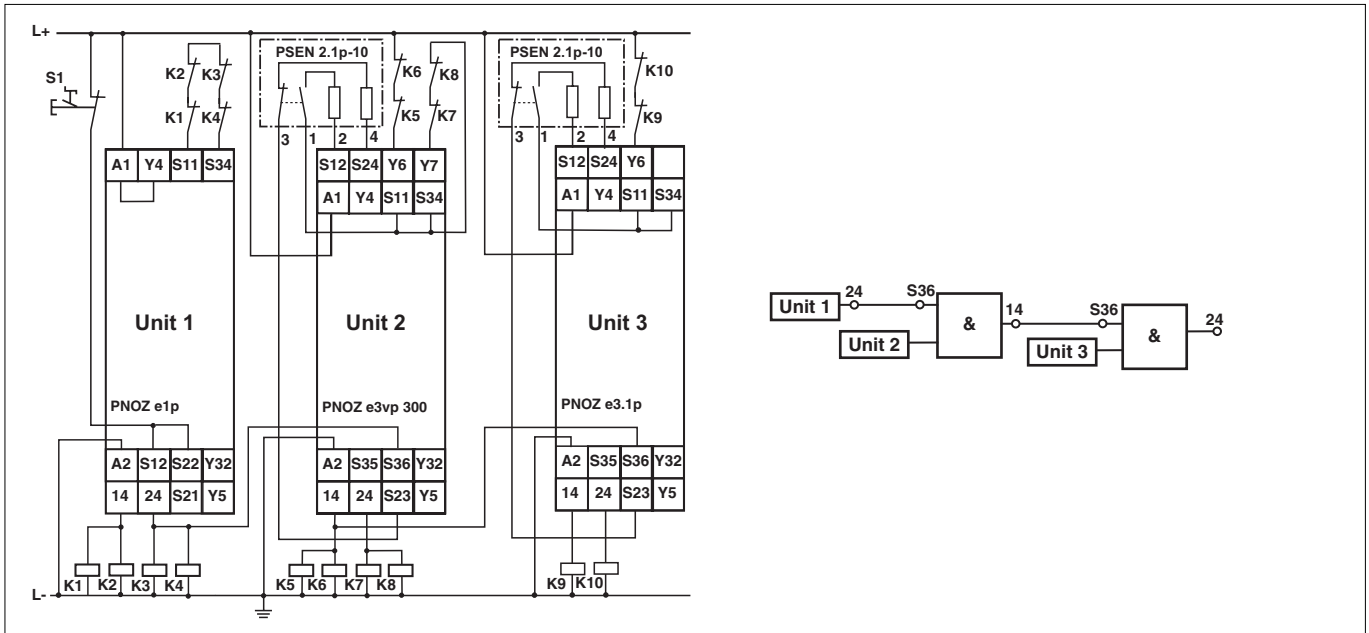 L+
S1
K2 K3
K1 K4
PSEN 2.1p-10
K6 K8
K5 K7
3 1 2 4
PSEN 2.1p-10
K10
K9
3 1 2 4
A1 Y4 S11 S34
S12 S24 Y6 Y7
A1 Y4 S11 S34
S12 S24 Y6
A1 Y4 S11 S34
Unit 1
Unit 2
Unit 3
PNOZ e1p
PNOZ e3vp 300
PNOZ e3.1p
A2 S12 S22 Y32
14 24 S21 Y5
A2 S35 S36 Y32
14 24 S23 Y5
A2 S35 S36 Y32
14 24 S23 Y5
K1 K2 K3 K4
K5 K6 K7 K8
K9 K10
L-
Unit 1 24 S36
Unit 2
&
14 S36
Unit 3
&
24